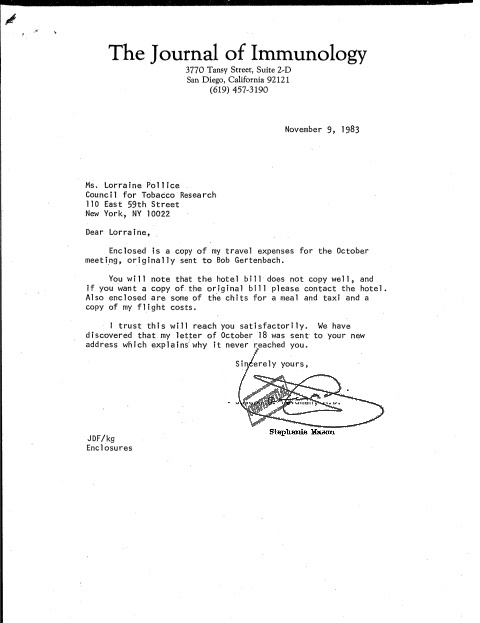 The Journal of Immunology
3770 Tansy Street, Suite 2-D
San Diego, California 92121
(619) 457-3190
November 9, 1983
Ms. Lorraine Pollice
Council for Tobacco Research
110 East 59th Street
New York, NY 10022
Dear Lorraine,
Enclosed is a copy of my travel expenses for the October
meeting, originally sent to Bob Gertenbach.
You will note that the hotel bill does not copy well, and
if you want a copy of the original bill please contact the hotel.
Also enclosed are some of the chits for a meal and taxi and a
copy of my flight costs.
I trust this will reach you satisfactorily. We have
discovered that my letter of October 18 was sent to your new
address which explains why it never reached you.
Sincerely yours,
CONFIDENTIAL
Stephanie Mason
JDF/kg
Enclosures